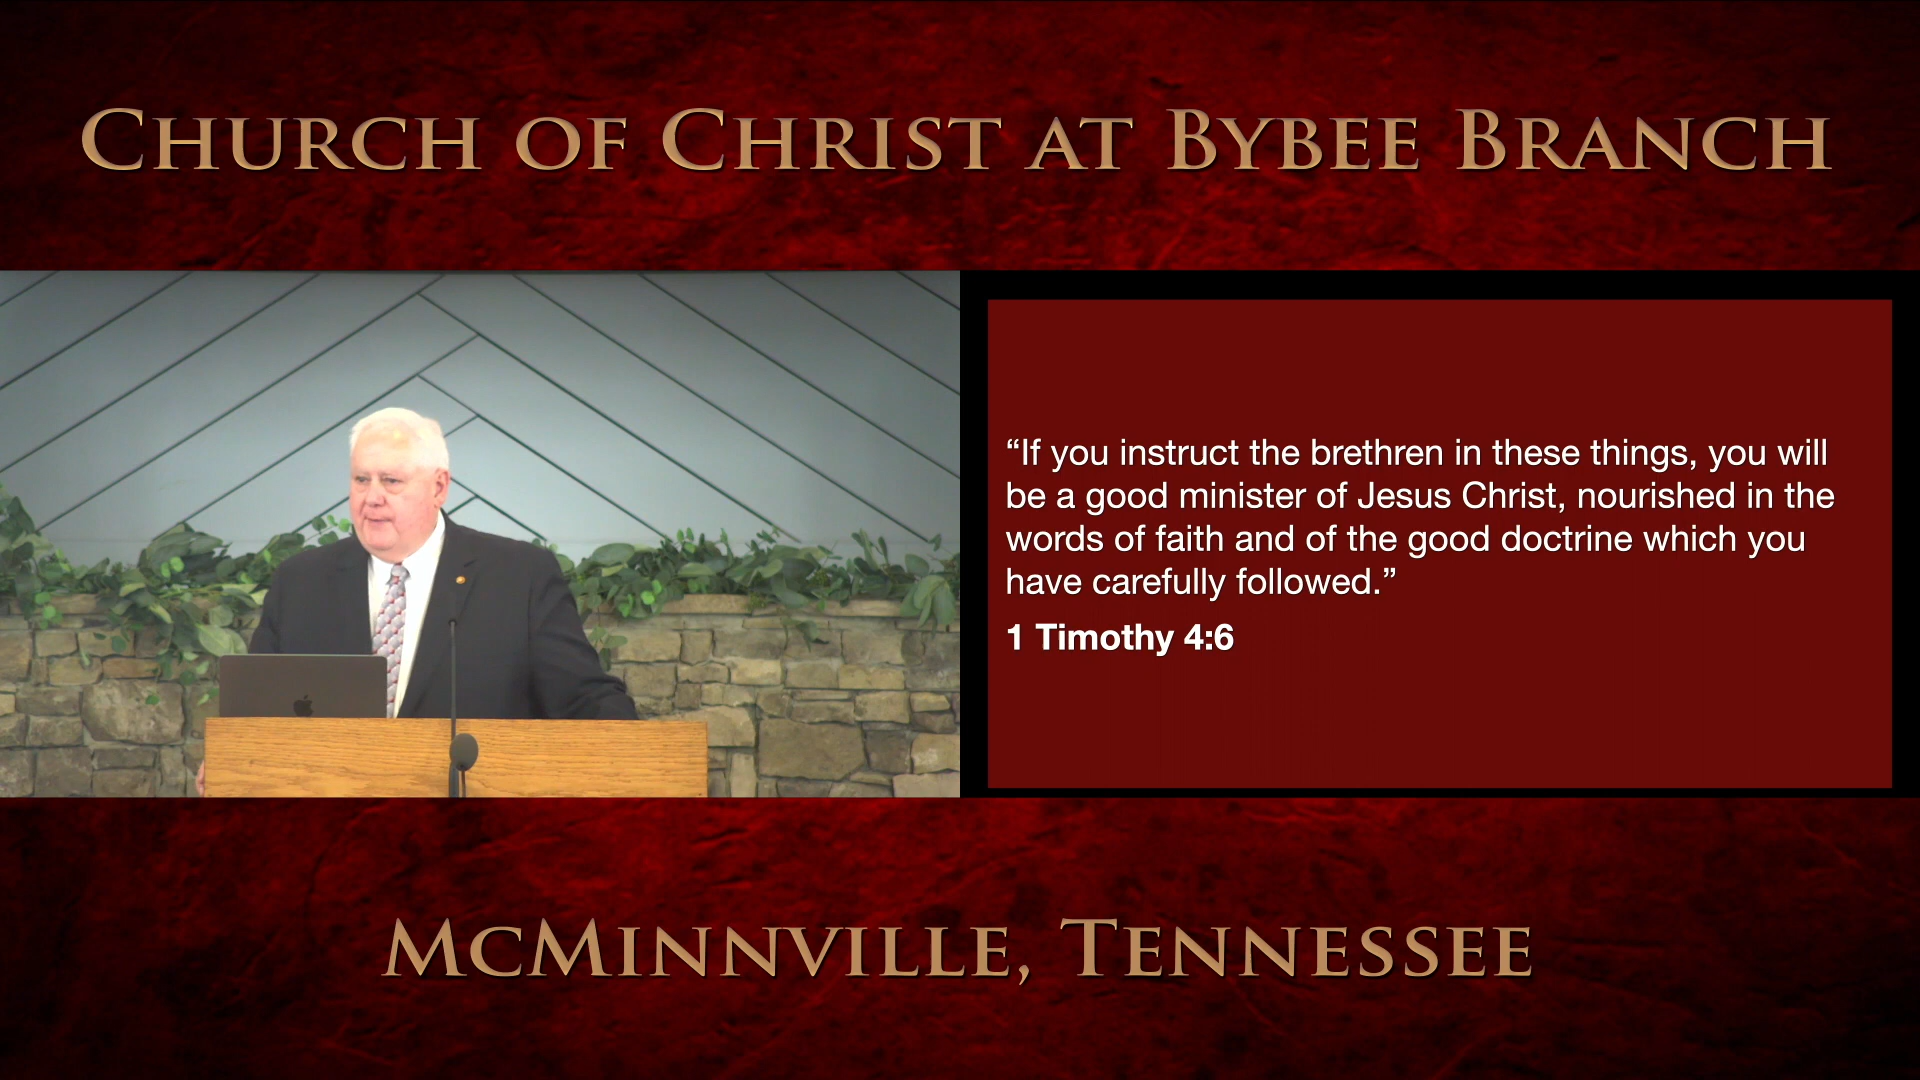 CHURCH OF CHRIST AT BYBEE BRANCH
“If you instruct the brethren in these things, you will
be a good minister of Jesus Christ, nourished in the
words of faith and of the good doctrine which you
have carefully followed.”
1 Timothy 4:6
MCMINNVILLE, TENNESSEE